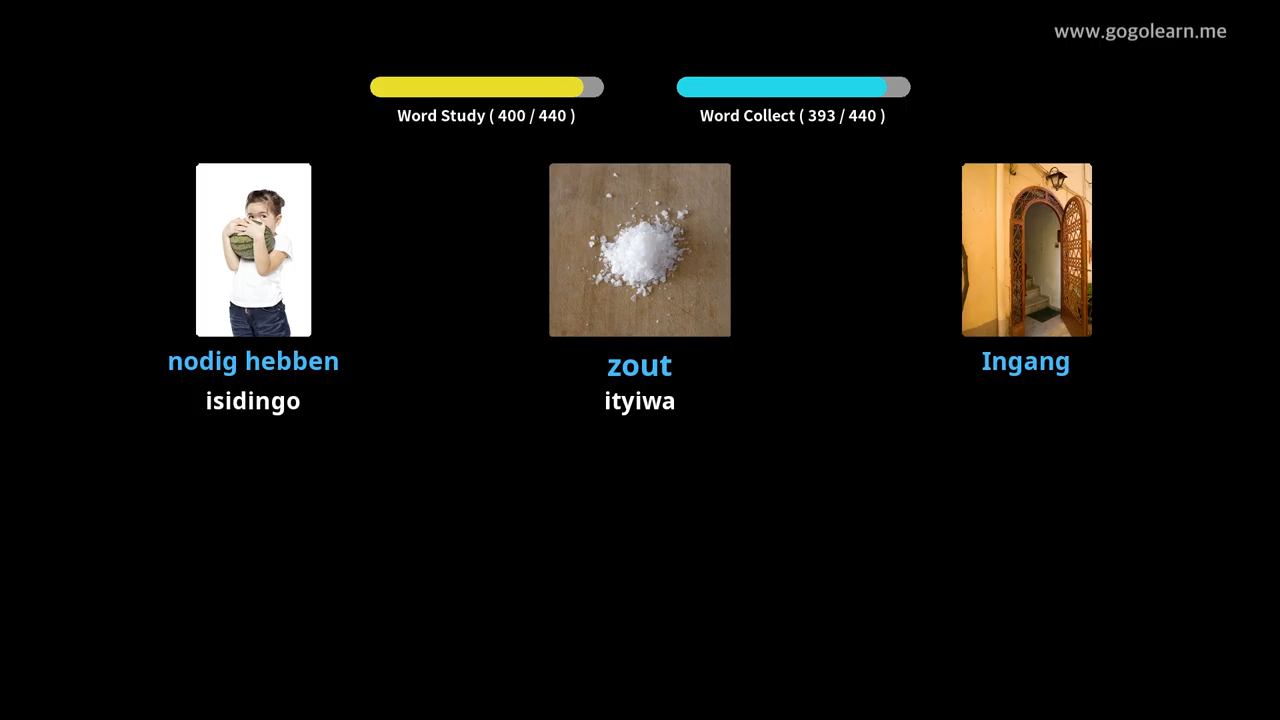 www.gogolearn.me
Word Study ( 400 / 440 )
Word Collect ( 393 / 440 )
nodig hebben
isidingo
zout
ityiwa
Ingang